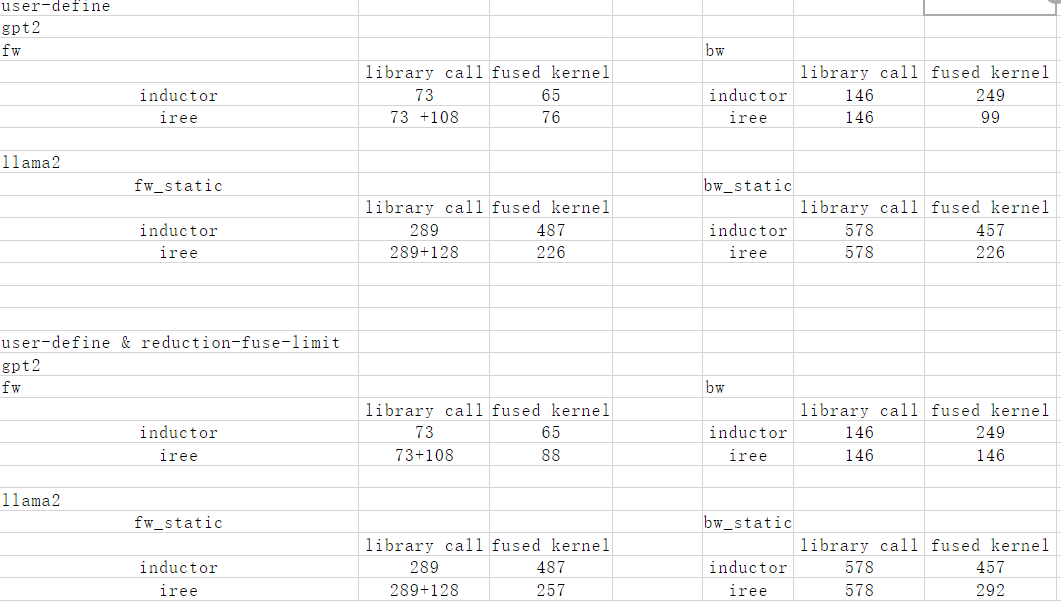 user-define
gpt2
fw bw
library call fused kernel library call fused kernel
inductor 73 65 inductor 146 249
iree 73 +108 76 iree 146 99
llama2
fw_static bw_static
library call fused kernel library call fused kernel
inductor 289 487 inductor 578 457
iree 289+128 226 iree 578 226
user-define & reduction-fuse-limit
gpt2
fw bw
library call fused kernel library call fused kernel
inductor 73 65 inductor 146 249
iree 73+108 88 iree 146 146
llama2
fw_static bw_static
library call fused kernel library call fused kernel
inductor 289 487 inductor 578 457
iree 289+128 257 iree 578 292